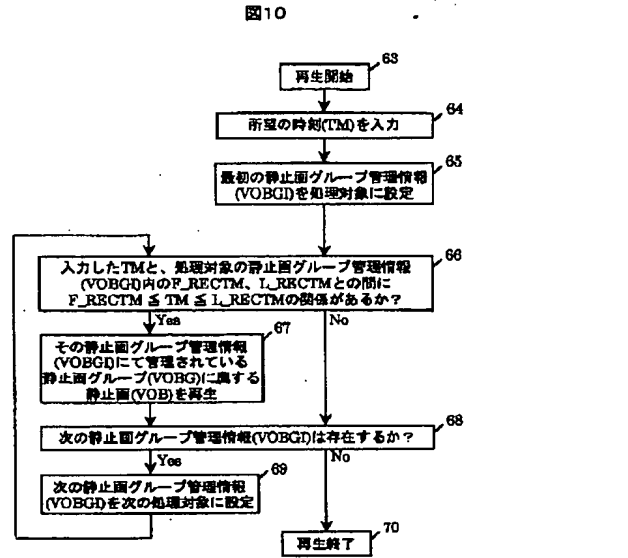 図10
63
再生開始
64
所望の時刻(TM)を入力
65
最初の静止画グループ管理情報
(VOBGI)を処理対象に設定
66
入力したTMと、処理対象の静止画グループ管理情報
(VOBGI)内のF_RECTM、L_RECTMとの間に
F_RECTM ≦ TM ≦ L_RECTMの関係があるか？
Yes
No
67
その静止画グループ管理情報
(VOBGI)にて管理されている
静止画グループ(VOBG)に属する
静止画(VOB)を再生
68
次の静止画グループ管理情報(VOBGI)は存在するか？
Yes
No
69
次の静止画グループ管理情報
(VOBGI)を次の処理対象に設定
70
再生終了